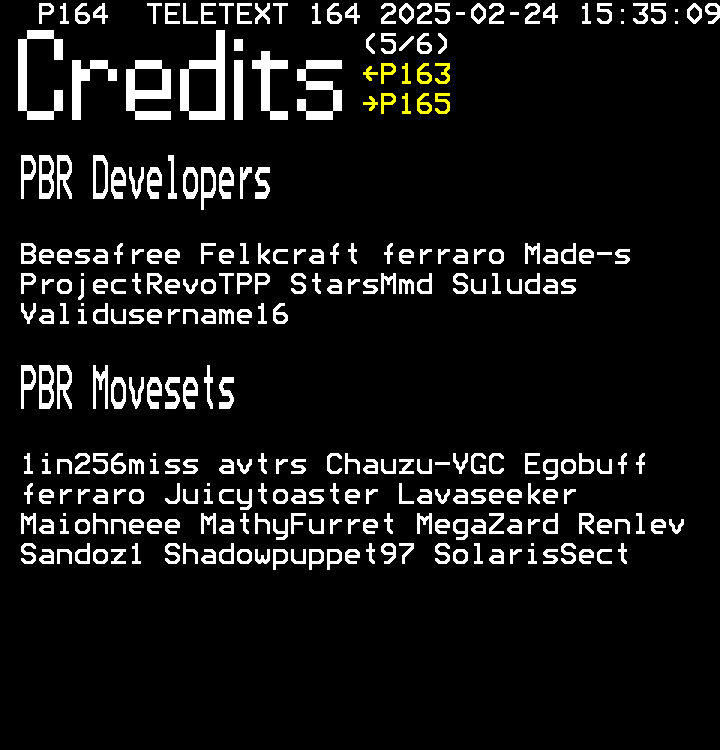 P164 TELETEXT 164 2025-02-24 15:35:09
Credits
(5/6)
←P163
→P165
PBR Developers
Beesafree Felkcraft ferraro Made-s
ProjectRevoTPP StarsMmd Suludas
Validusername16
PBR Movesets
1in256miss avtrs Chauzu-VGC Egobuff
ferraro Juicytoaster Lavaseeker
Maiohneee MathyFurret MegaZard Renlev
Sandoz1 Shadowpuppet97 SolarisSect